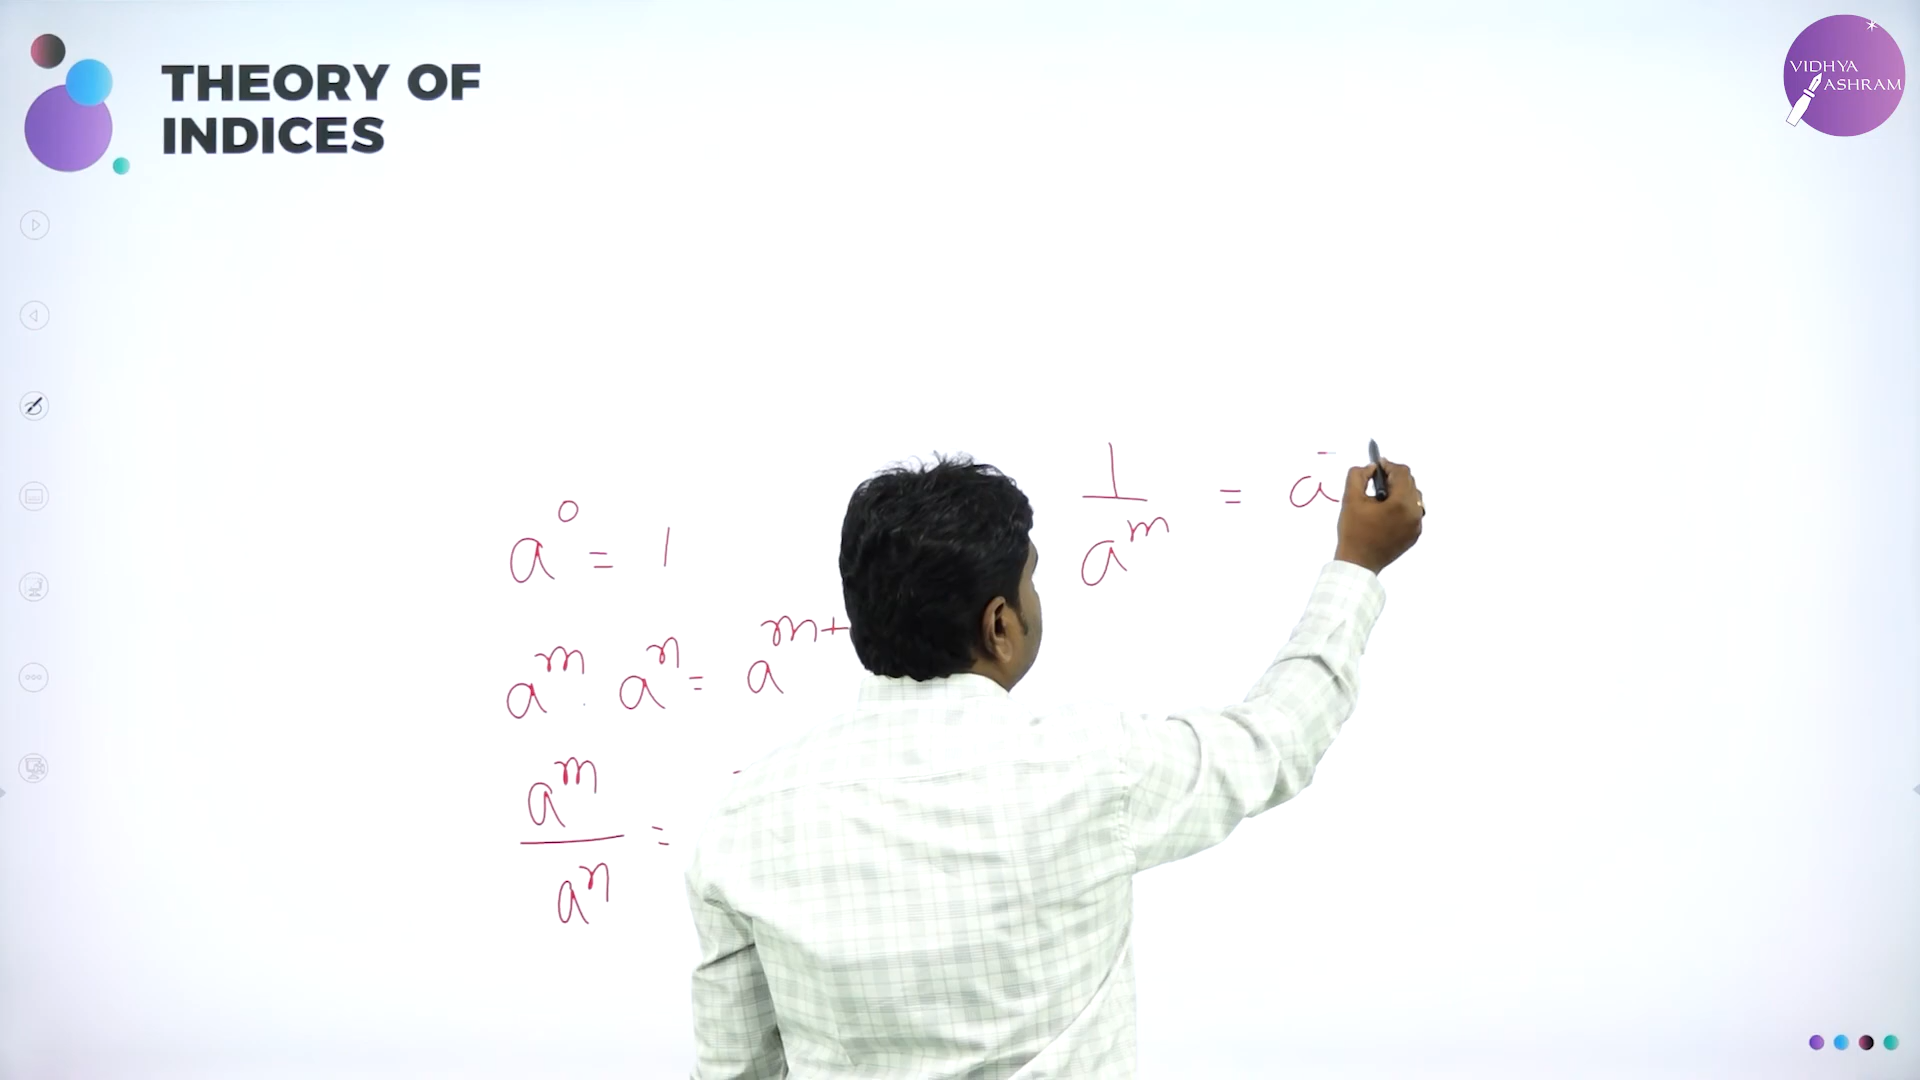 THEORY OF
INDICES
VIDHYA
ASHRAM
a⁰ = 1
1/aᵐ = a⁻
aᵐ · aⁿ = aᵐ⁺
aᵐ/aⁿ =